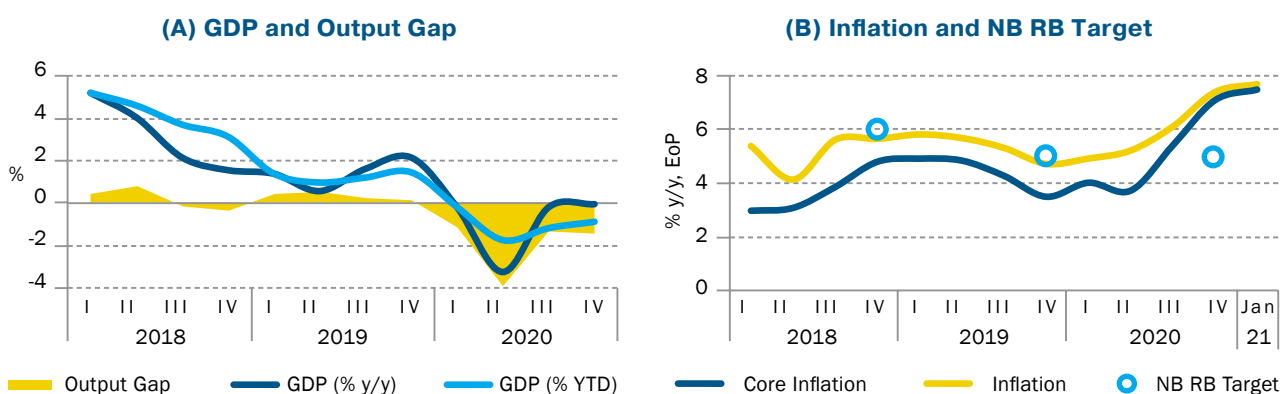 (A) GDP and Output Gap
6
4
2
%
0
-2
-4
I II III IV I II III IV I II III IV
2018 2019 2020
Output Gap GDP (% y/y) GDP (% YTD)
(B) Inflation and NB RB Target
8
6
% y/y, EoP
4
2
0
I II III IV I II III IV I II III IV Jan
2018 2019 2020 21
Core Inflation Inflation NB RB Target